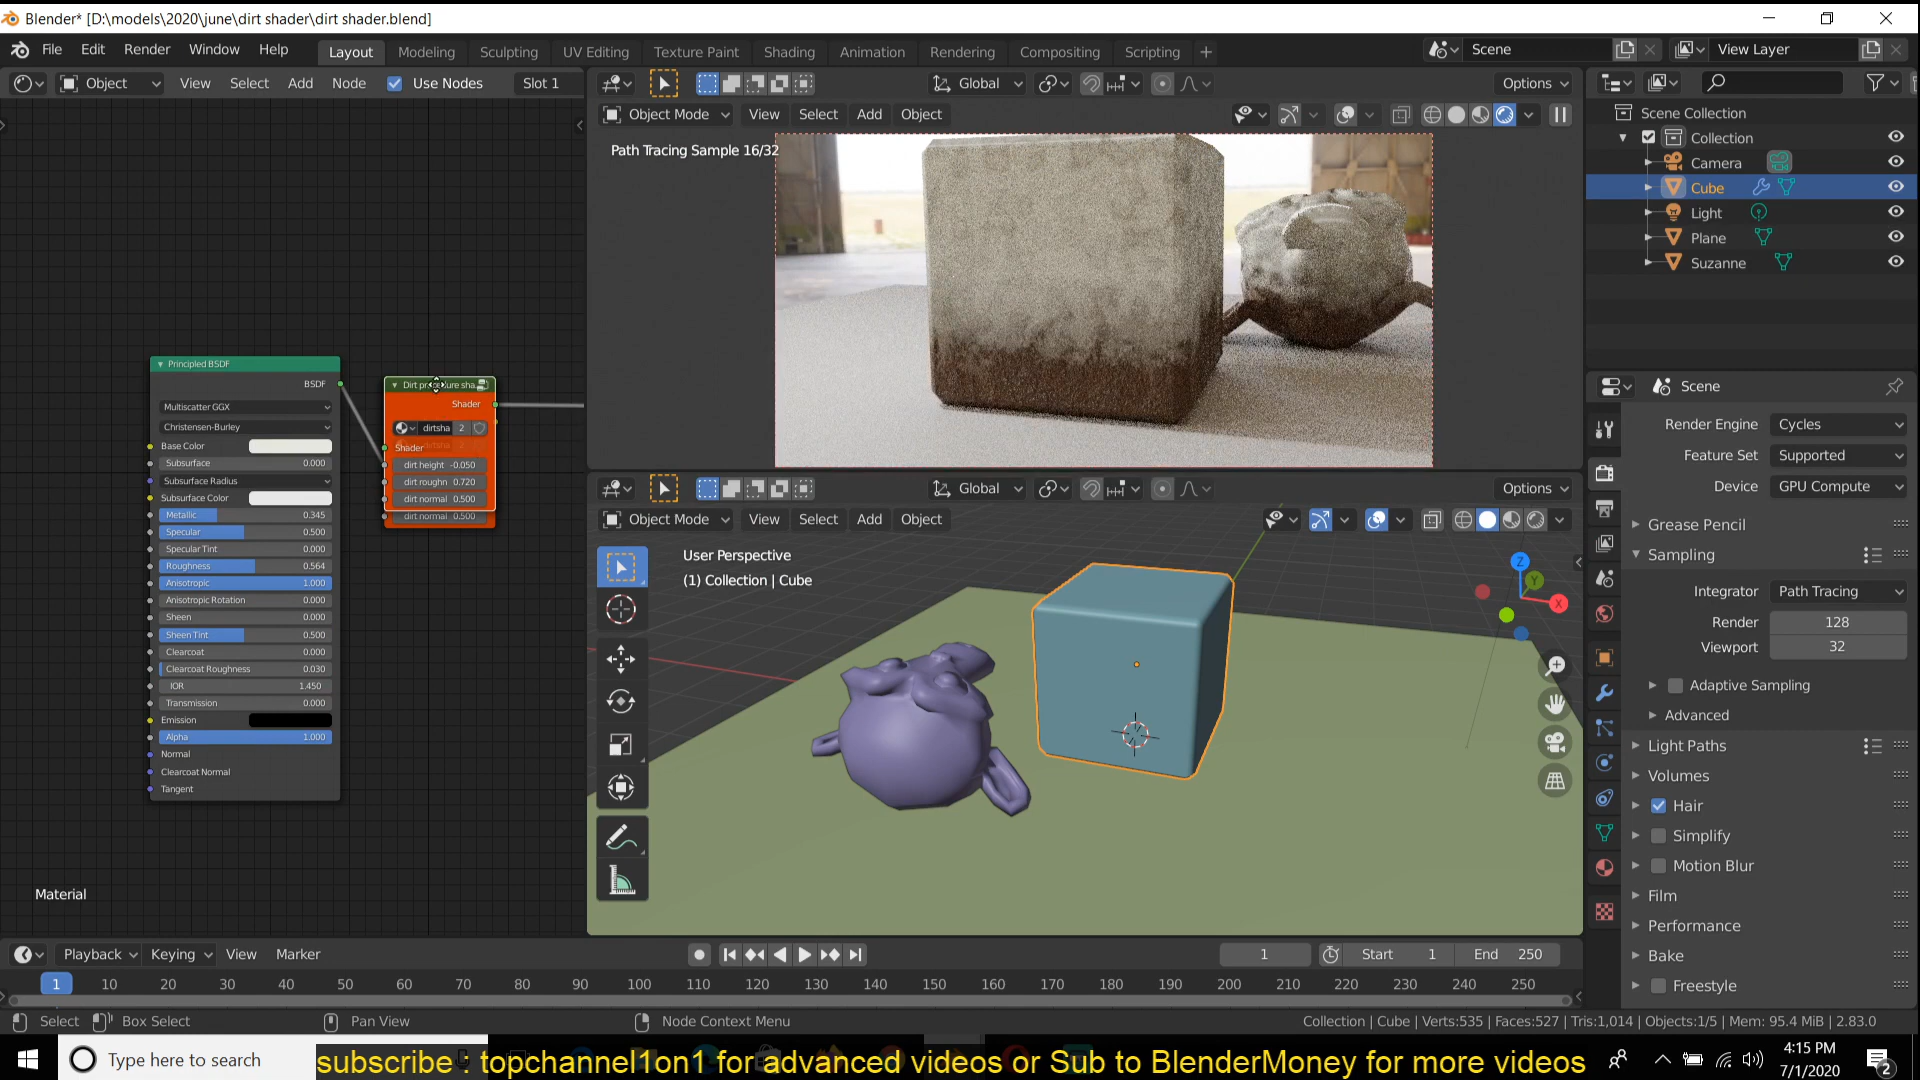 Blender* [D:\models\2020\june\dirt shader\dirt shader.blend]
File Edit Render Window Help
Layout Modeling Sculpting UV Editing Texture Paint Shading Animation Rendering Compositing Scripting +
Scene
View Layer
Object View Select Add Node Use Nodes Slot 1
Global Options
Object Mode View Select Add Object
Path Tracing Sample 16/32
Scene Collection
Collection
Camera
Cube
Light
Plane
Suzanne
Principled BSDF
BSDF
Multiscatter GGX
Christensen-Burley
Base Color
Subsurface 0.000
Subsurface Radius
Subsurface Color
Metallic 0.345
Specular 0.500
Specular Tint 0.000
Roughness 0.564
Anisotropic 1.000
Anisotropic Rotation 0.000
Sheen 0.000
Sheen Tint 0.500
Clearcoat 0.000
Clearcoat Roughness 0.030
IOR 1.450
Transmission 0.000
Emission
Alpha 1.000
Normal
Clearcoat Normal
Tangent
Shader
dirtsha 2
Shader
dirt height -0.050
dirt roughn 0.720
dirt normal 0.500
dirt normal 0.500
Material
Global Options
Object Mode View Select Add Object
User Perspective
(1) Collection | Cube
Z
Y
X
Scene
Render Engine Cycles
Feature Set Supported
Device GPU Compute
Grease Pencil
Sampling
Integrator Path Tracing
Render 128
Viewport 32
Adaptive Sampling
Advanced
Light Paths
Volumes
Hair
Simplify
Motion Blur
Film
Performance
Bake
Freestyle
Playback Keying View Marker
1 Start 1 End 250
1 10 20 30 40 50 60 70 80 90 100 110 120 130 140 150 160 170 180 190 200 210 220 230 240 250
Select Box Select Pan View Node Context Menu
Collection | Cube | Verts:535 | Faces:527 | Tris:1,014 | Objects:1/5 | Mem: 95.4 MiB | 2.83.0
Type here to search
subscribe : topchannel1on1 for advanced videos or Sub to BlenderMoney for more videos
4:15 PM
7/1/2020
2